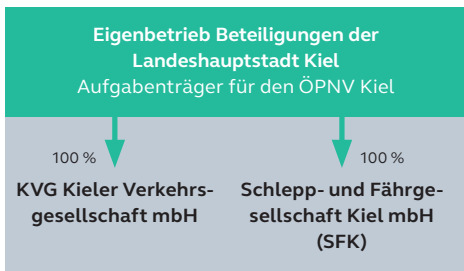 Eigenbetrieb Beteiligungen der
Landeshauptstadt Kiel
Aufgabenträger für den ÖPNV Kiel
100 %
KVG Kieler Verkehrs-
gesellschaft mbH
100 %
Schlepp- und Fährge-
sellschaft Kiel mbH
(SFK)